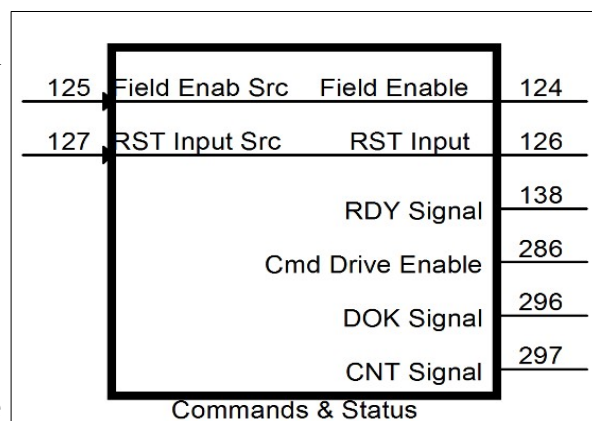 125 Field Enab Src Field Enable 124
127 RST Input Src RST Input 126
RDY Signal 138
Cmd Drive Enable 286
DOK Signal 296
CNT Signal 297
Commands & Status